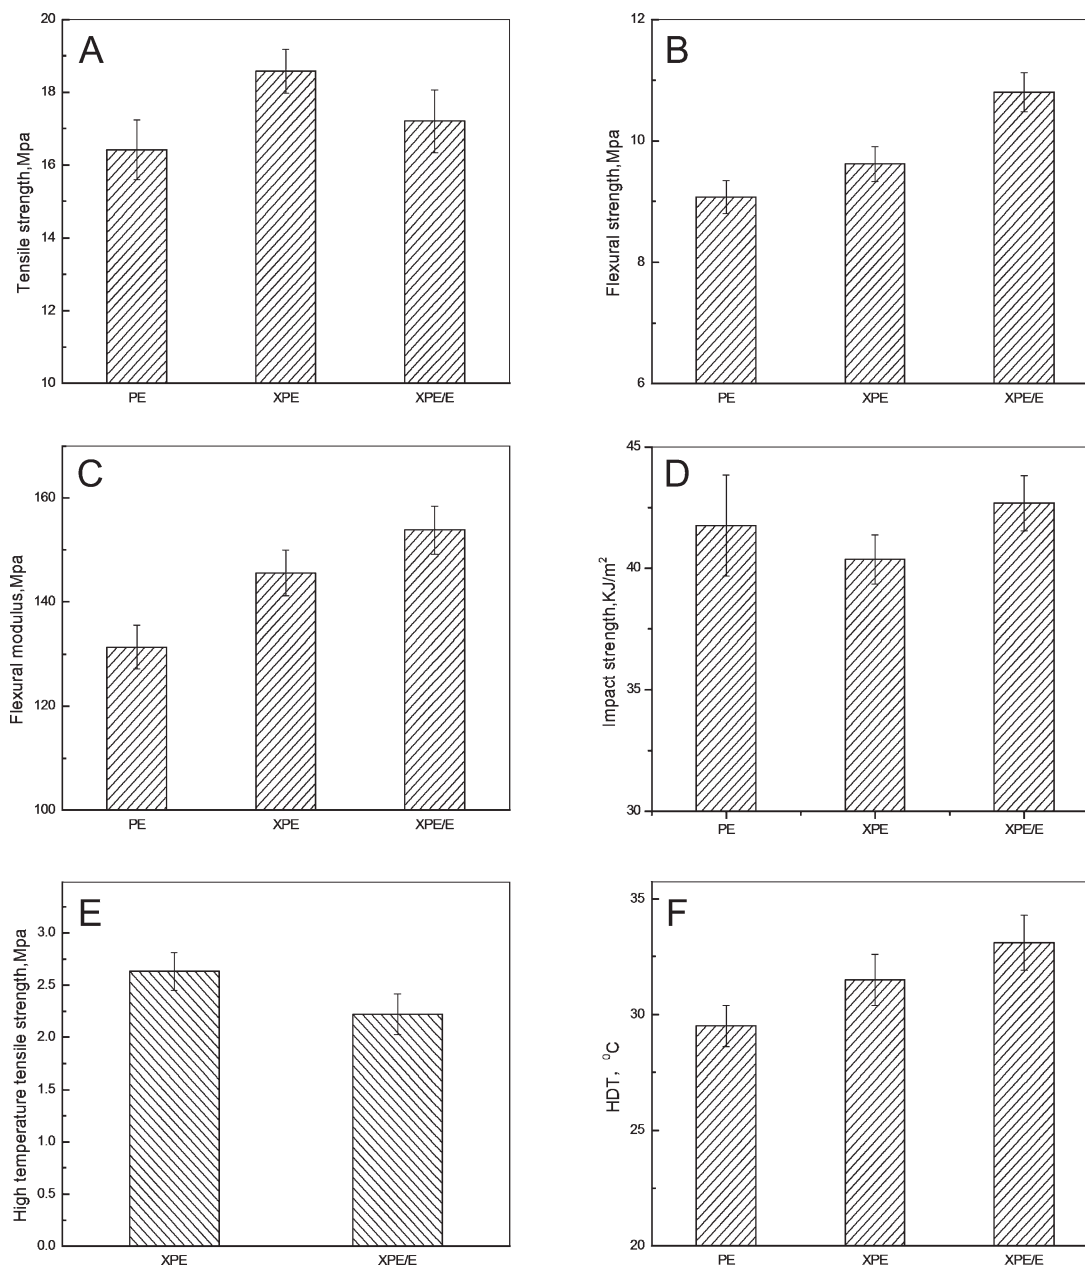 A
Tensile strength,Mpa
20
18
16
14
12
10
PE XPE XPE/E
B
Flexural strength,Mpa
12
10
8
6
PE XPE XPE/E
C
Flexural modulus,Mpa
160
140
120
100
PE XPE XPE/E
D
Impact strength,KJ/m²
45
40
35
30
PE XPE XPE/E
E
High temperature tensile strength,Mpa
3.0
2.5
2.0
1.5
1.0
0.5
0.0
XPE XPE/E
F
HDT, ⁰C
35
30
25
20
PE XPE XPE/E